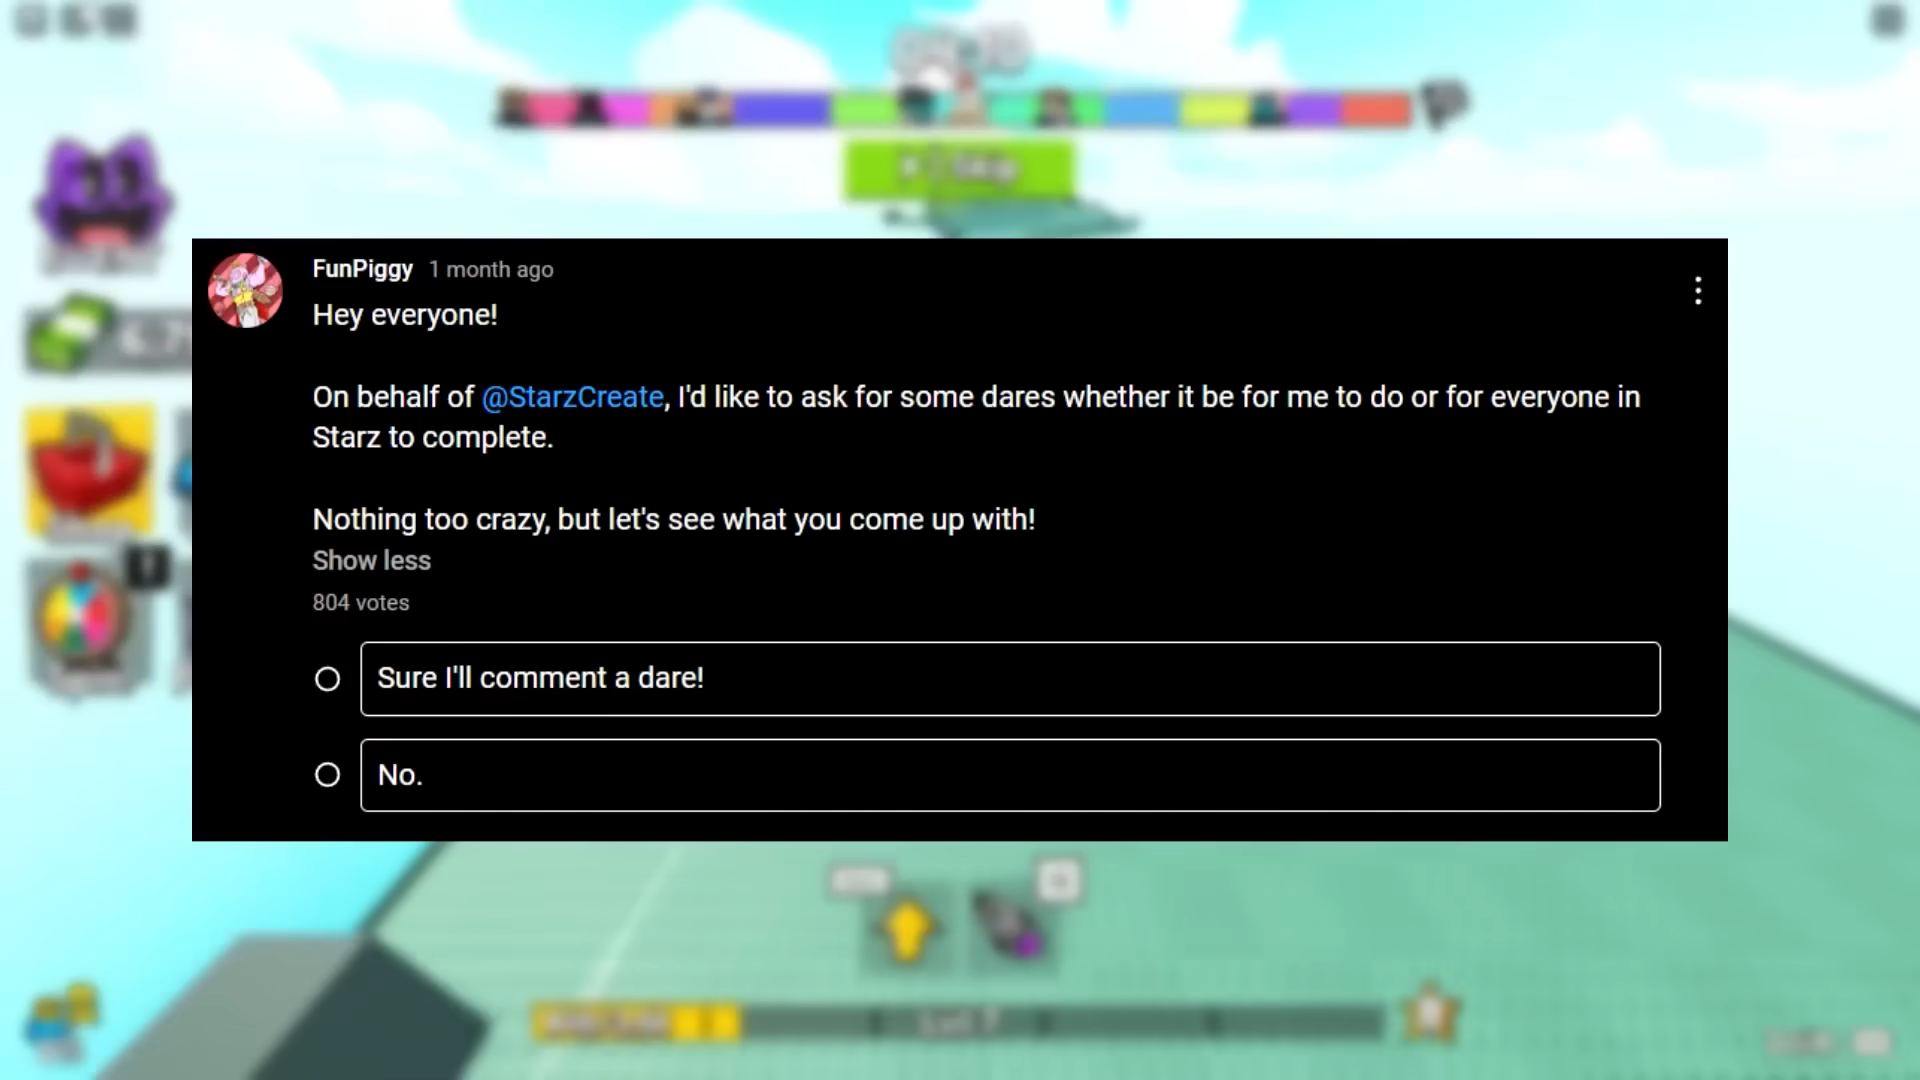 FunPiggy 1 month ago
Hey everyone!
On behalf of @StarzCreate, I'd like to ask for some dares whether it be for me to do or for everyone in
Starz to complete.
Nothing too crazy, but let's see what you come up with!
Show less
804 votes
Sure I'll comment a dare!
No.